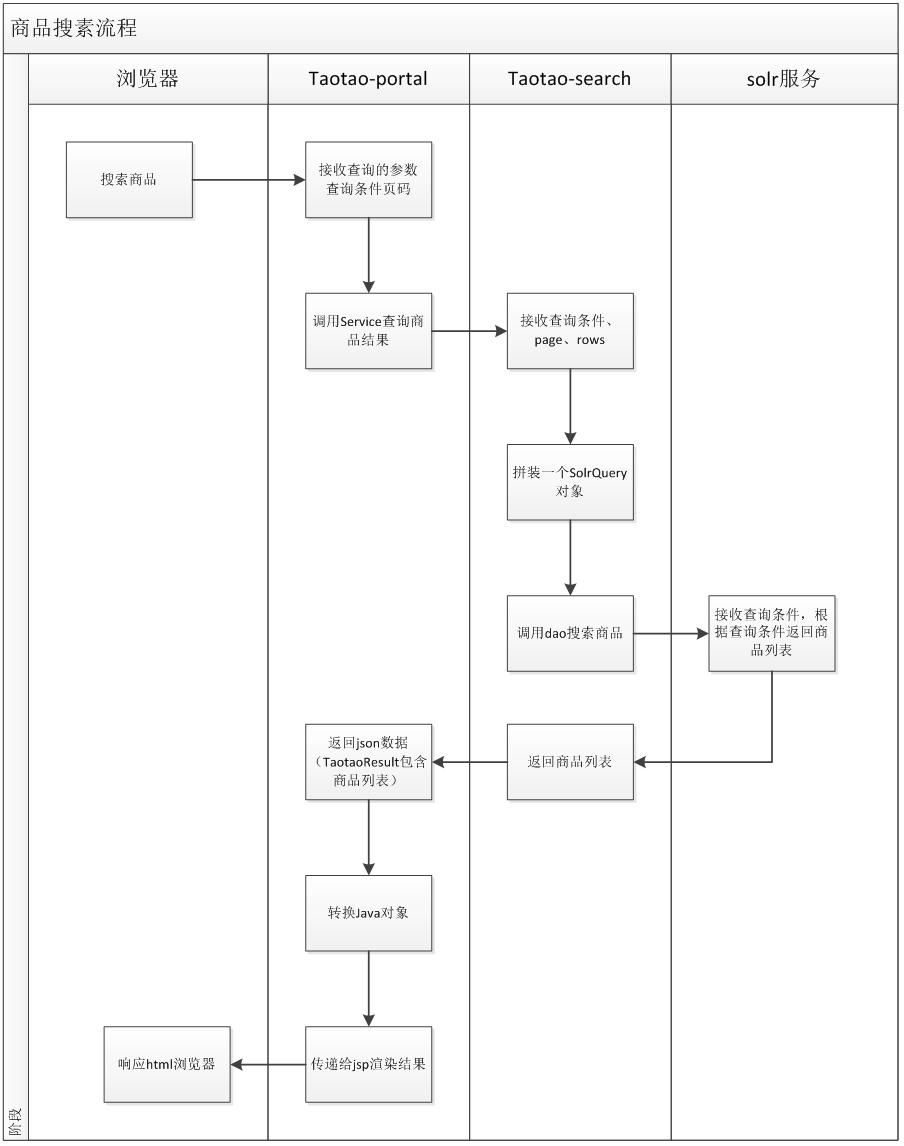 商品搜素流程
浏览器
Taotao-portal
Taotao-search
solr服务
搜索商品
接收查询的参数
查询条件页码
调用Service查询商
品结果
接收查询条件、
page、rows
拼装一个SolrQuery
对象
调用dao搜索商品
接收查询条件，根
据查询条件返回商
品列表
返回商品列表
返回json数据
（TaotaoResult包含
商品列表）
转换Java对象
传递给jsp渲染结果
响应html浏览器
阶段